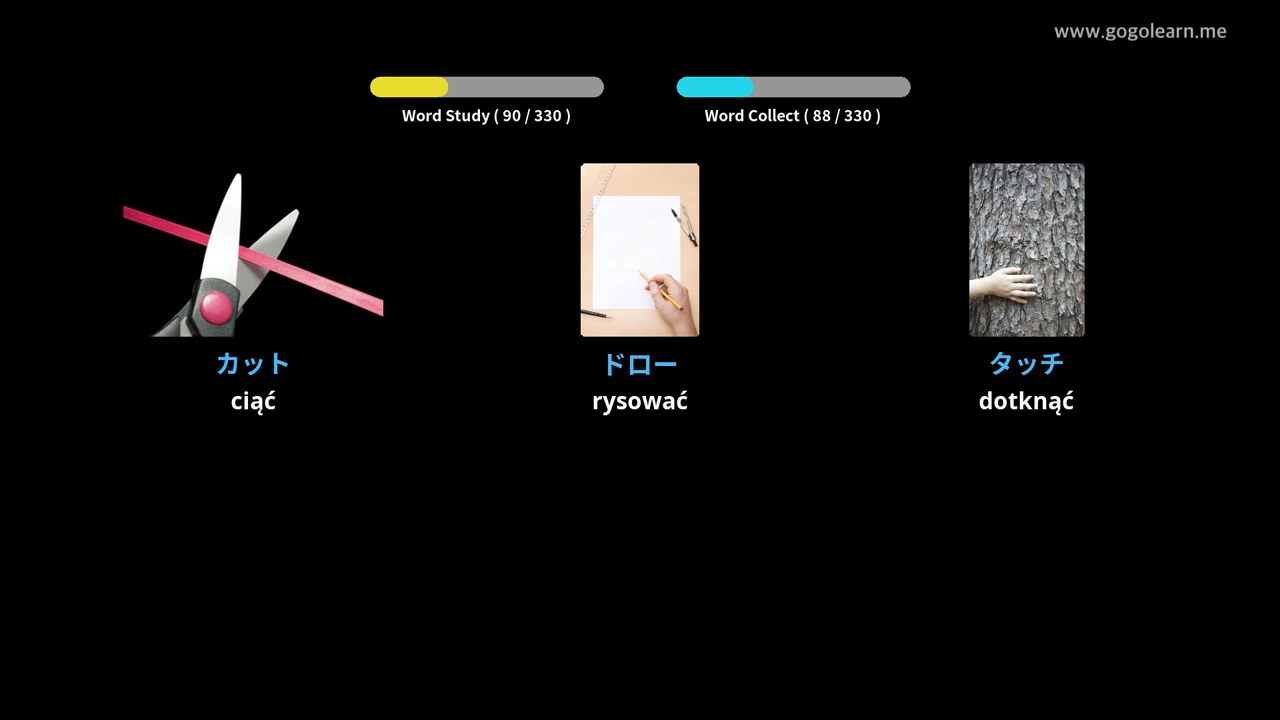 www.gogolearn.me
Word Study ( 90 / 330 )
Word Collect ( 88 / 330 )
カット
ドロー
タッチ
ciąć
rysować
dotknąć